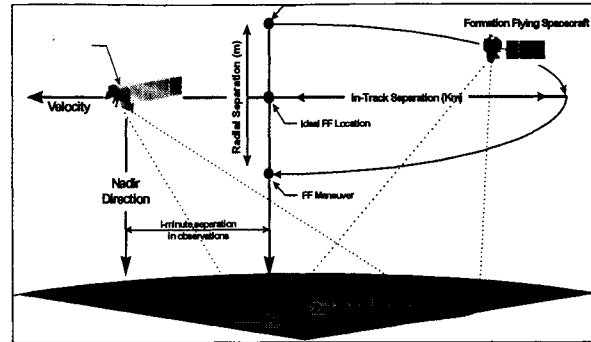 Formation Flying Spacecraft
Radial Separation (m)
In-Track Separation (Km)
Velocity
Ideal FF Location
Nadir
Direction
FF Maneuver
I-minute separation
in observations